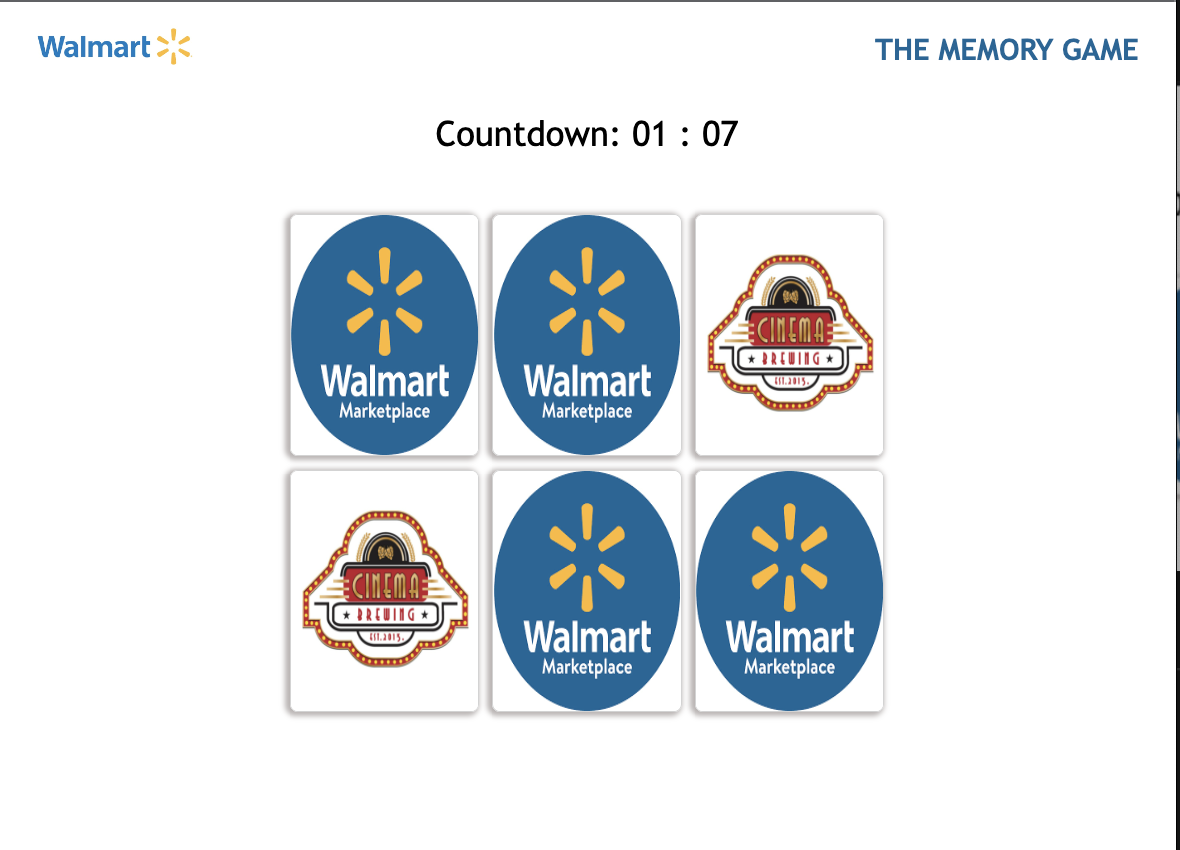 Walmart
THE MEMORY GAME
Countdown: 01 : 07
Walmart
Marketplace
Walmart
Marketplace
CINEMA
BREWING
EST.2015.
CINEMA
BREWING
EST.2015.
Walmart
Marketplace
Walmart
Marketplace